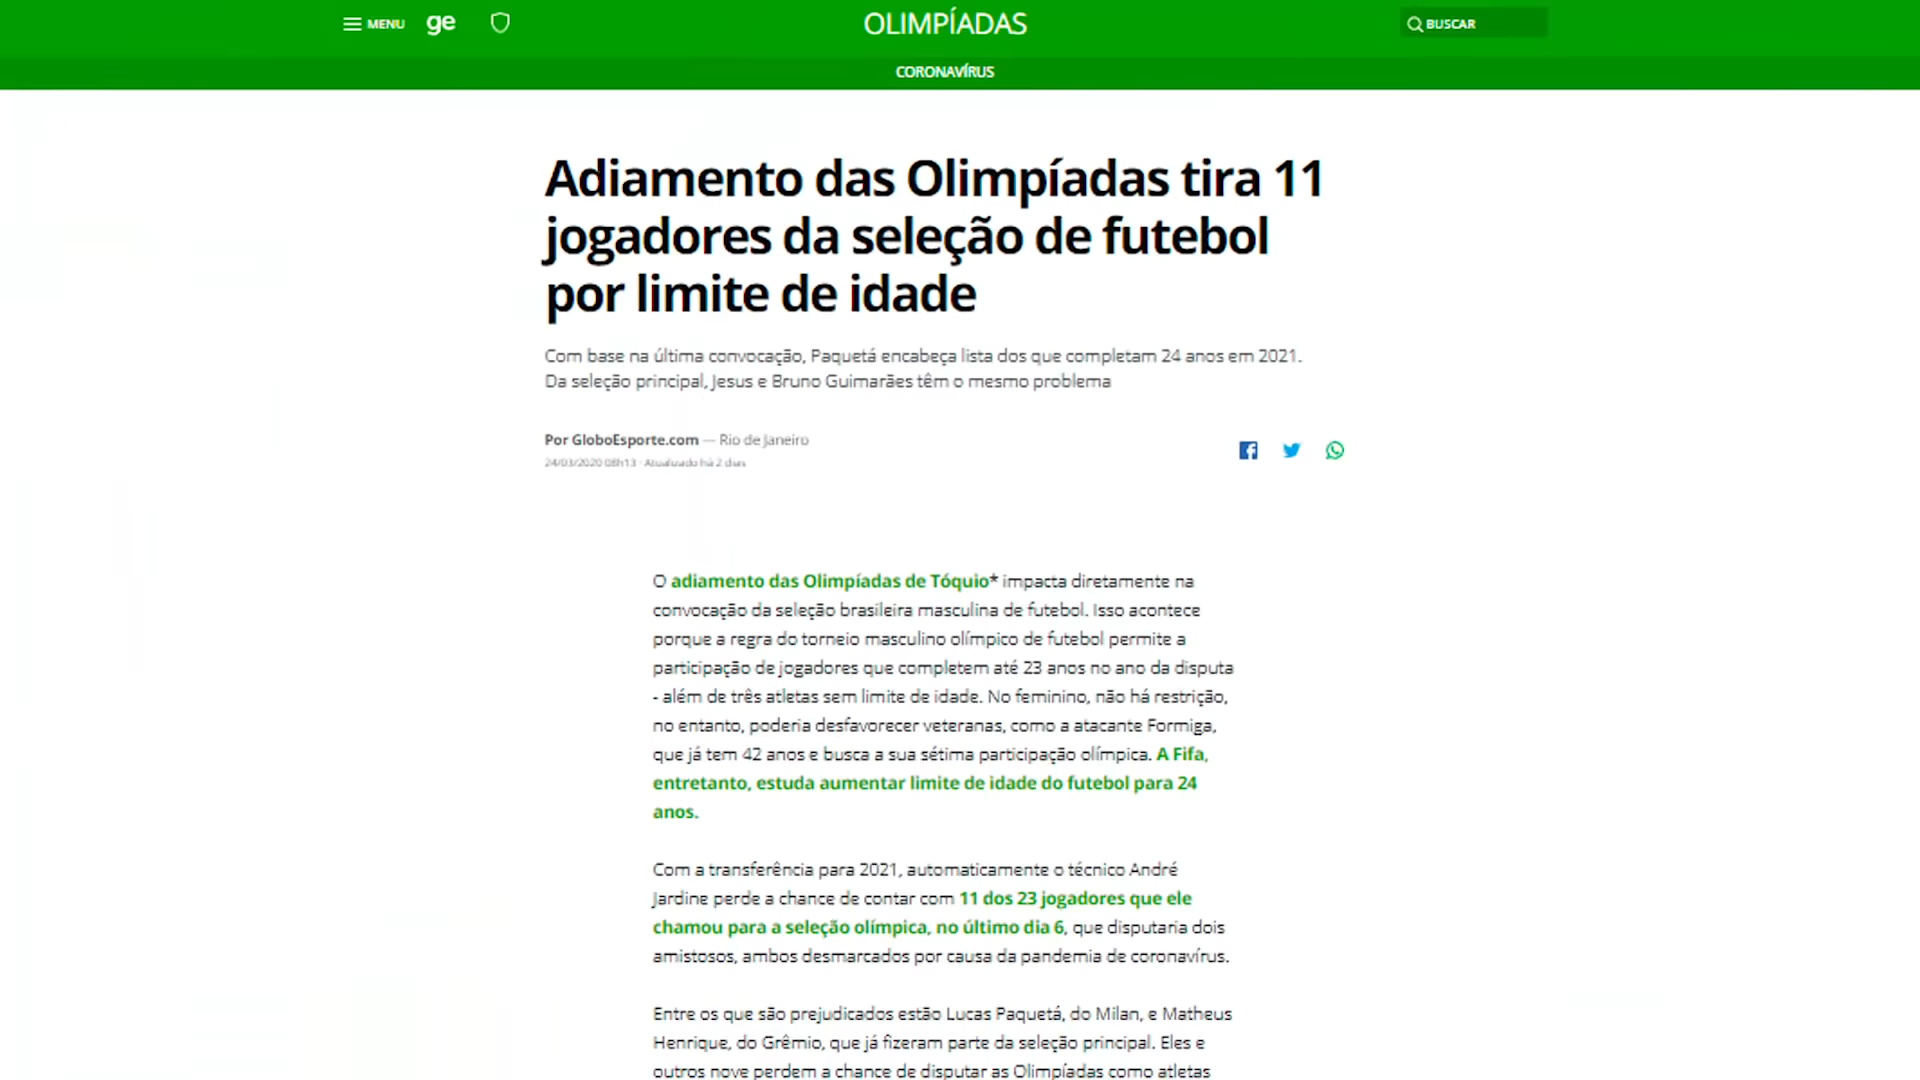 MENU ge OLIMPÍADAS BUSCAR
CORONAVÍRUS
Adiamento das Olimpíadas tira 11
jogadores da seleção de futebol
por limite de idade
Com base na última convocação, Paquetá encabeça lista dos que completam 24 anos em 2021.
Da seleção principal, Jesus e Bruno Guimarães têm o mesmo problema
Por GloboEsporte.com — Rio de Janeiro
24/03/2020 08h13 · Atualizado há 2 dias
O adiamento das Olimpíadas de Tóquio* impacta diretamente na
convocação da seleção brasileira masculina de futebol. Isso acontece
porque a regra do torneio masculino olímpico de futebol permite a
participação de jogadores que completem até 23 anos no ano da disputa
- além de três atletas sem limite de idade. No feminino, não há restrição,
no entanto, poderia desfavorecer veteranas, como a atacante Formiga,
que já tem 42 anos e busca a sua sétima participação olímpica. A Fifa,
entretanto, estuda aumentar limite de idade do futebol para 24
anos.
Com a transferência para 2021, automaticamente o técnico André
Jardine perde a chance de contar com 11 dos 23 jogadores que ele
chamou para a seleção olímpica, no último dia 6, que disputaria dois
amistosos, ambos desmarcados por causa da pandemia de coronavírus.
Entre os que são prejudicados estão Lucas Paquetá, do Milan, e Matheus
Henrique, do Grêmio, que já fizeram parte da seleção principal. Eles e
outros nove perdem a chance de disputar as Olimpíadas como atletas